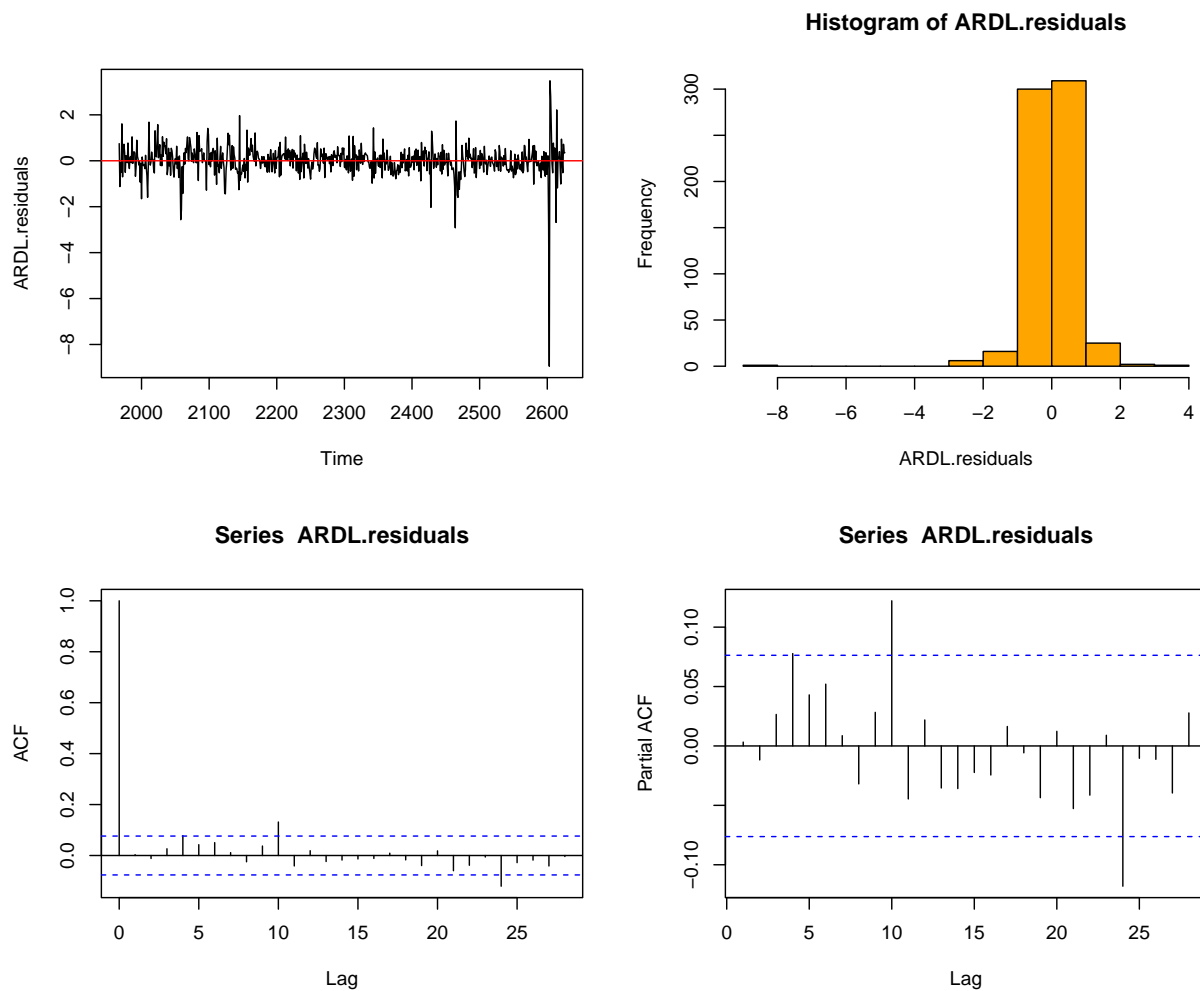 ARDL.residuals
2
0
−2
−4
−6
−8
2000 2100 2200 2300 2400 2500 2600
Time
Histogram of ARDL.residuals
Frequency
300
200
100
50
0
−8 −6 −4 −2 0 2 4
ARDL.residuals
Series ARDL.residuals
ACF
1.0
0.8
0.6
0.4
0.2
0.0
0 5 10 15 20 25
Lag
Series ARDL.residuals
Partial ACF
0.10
0.05
0.00
−0.10
0 5 10 15 20 25
Lag